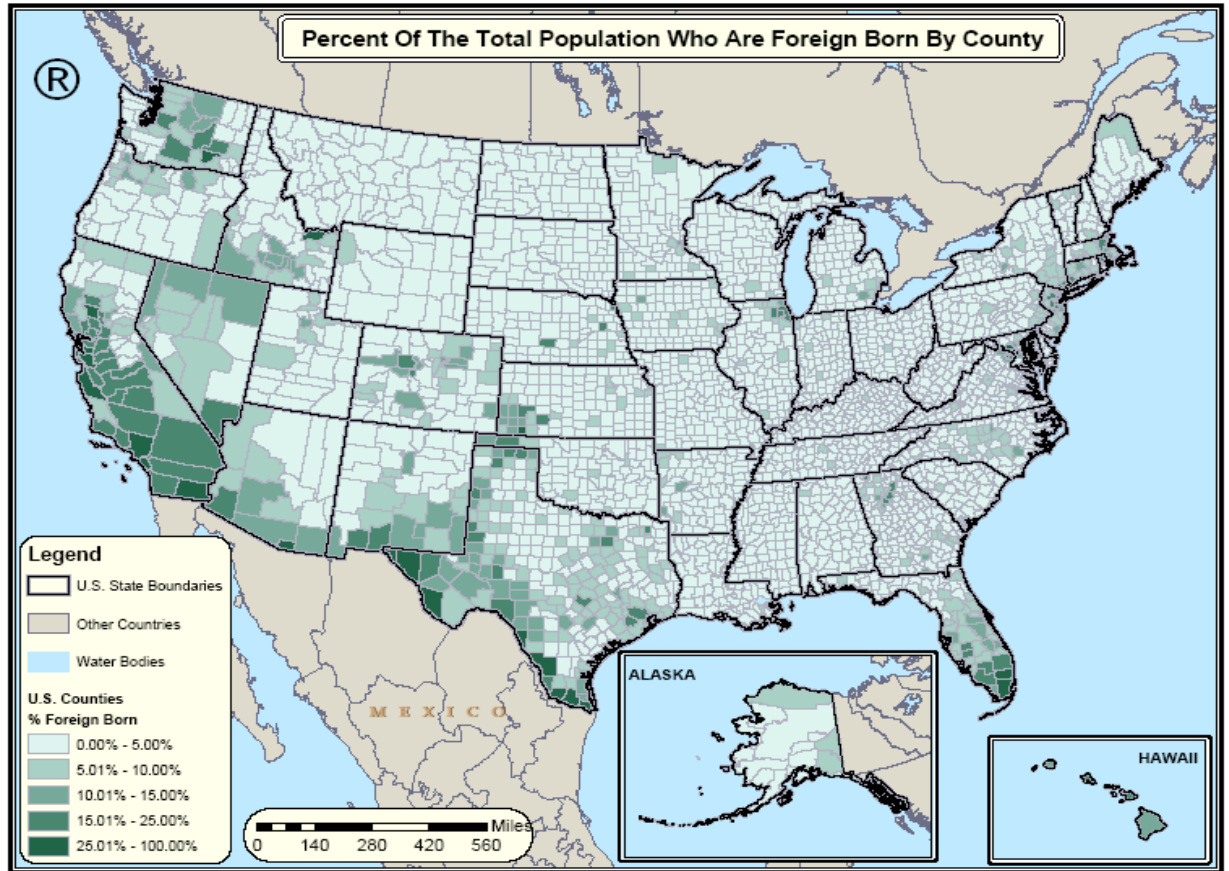 Percent Of The Total Population Who Are Foreign Born By County
®
Legend
U.S. State Boundaries
Other Countries
Water Bodies
U.S. Counties
% Foreign Born
0.00% - 5.00%
5.01% - 10.00%
10.01% - 15.00%
15.01% - 25.00%
25.01% - 100.00%
MEXICO
Miles
0 140 280 420 560
ALASKA
HAWAII